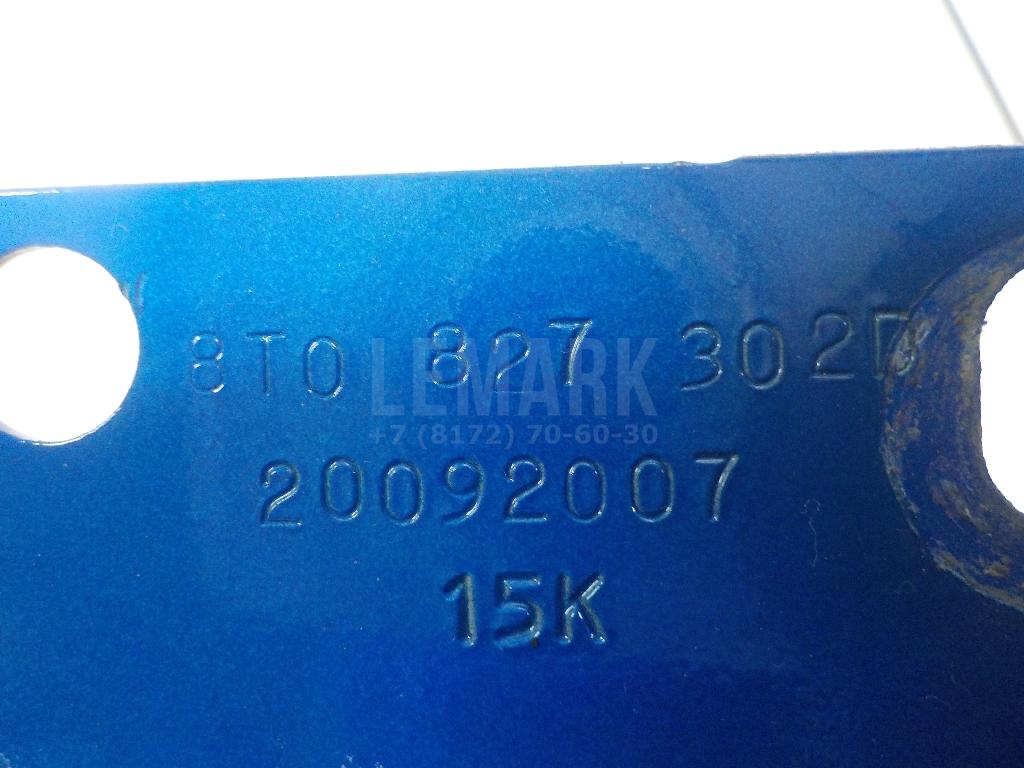 8T0 827 302D
LEMARK
+7 (8172) 70-60-30
20092007
15K